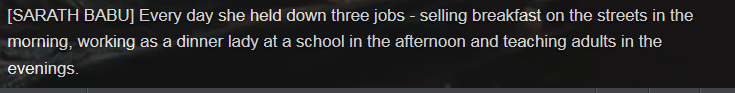 [SARATH BABU] Every day she held down three jobs - selling breakfast on the streets in the
morning, working as a dinner lady at a school in the afternoon and teaching adults in the
evenings.